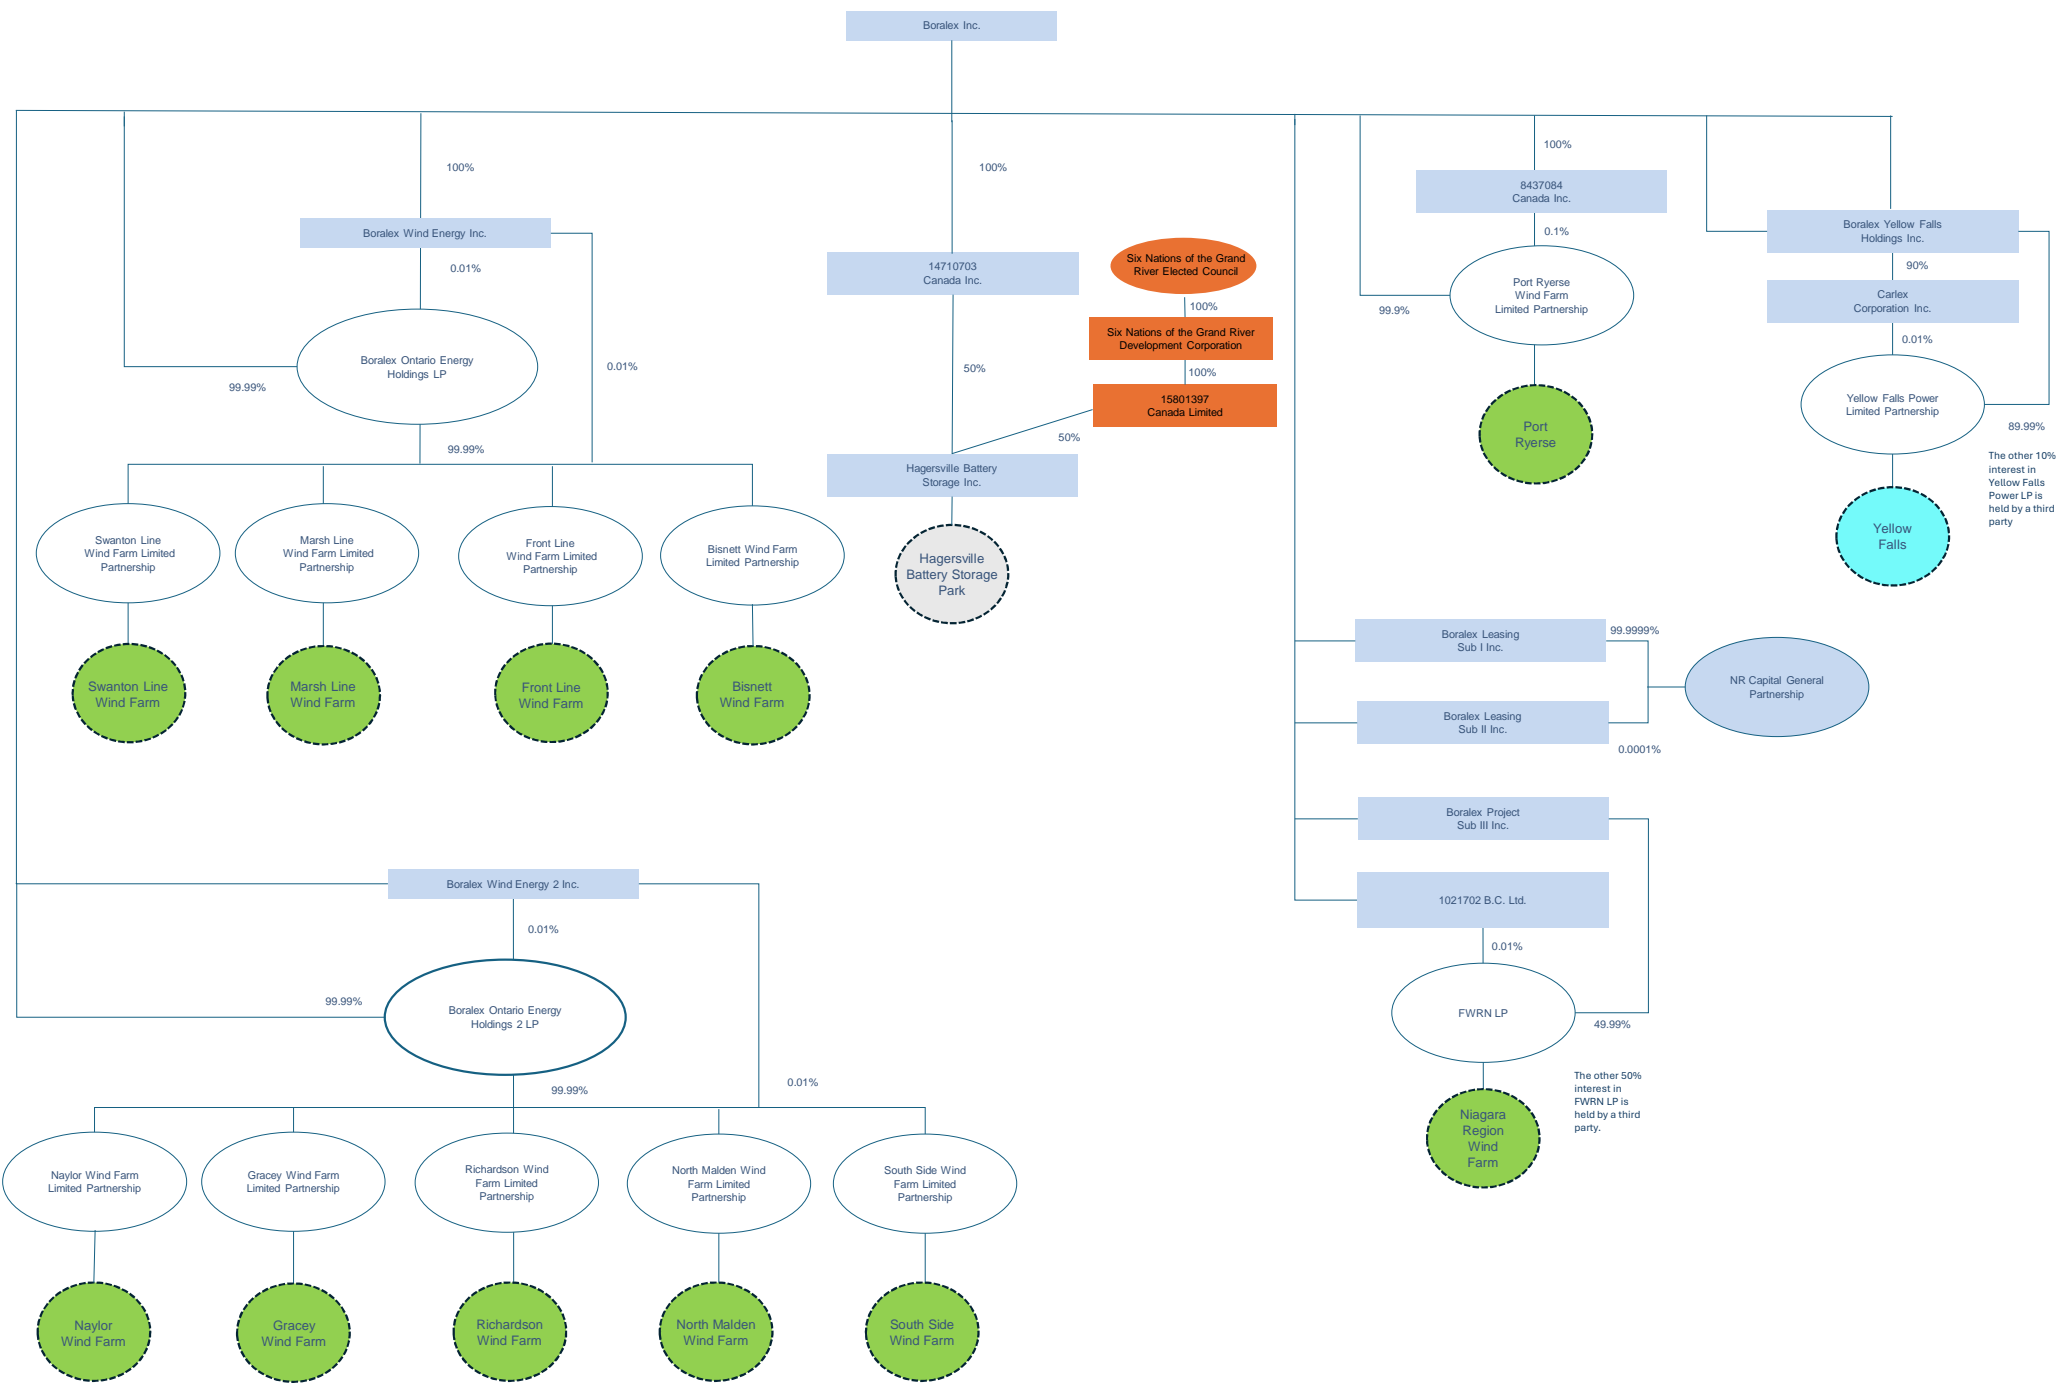 Boralex Inc.
100%
100%
100%
8437084
Canada Inc.
0.1%
Boralex Wind Energy Inc.
0.01%
14710703
Canada Inc.
Six Nations of the Grand
River Elected Council
100%
Six Nations of the Grand River
Development Corporation
100%
15801397
Canada Limited
50%
50%
Boralex Yellow Falls
Holdings Inc.
90%
Carlex
Corporation Inc.
0.01%
Port Ryerse
Wind Farm
Limited Partnership
99.9%
Boralex Ontario Energy
Holdings LP
99.99%
0.01%
99.99%
Yellow Falls Power
Limited Partnership
89.99%
The other 10%
interest in
Yellow Falls
Power LP is
held by a third
party
Port
Ryerse
Hagersville Battery
Storage Inc.
Yellow
Falls
Swanton Line
Wind Farm Limited
Partnership
Marsh Line
Wind Farm Limited
Partnership
Front Line
Wind Farm Limited
Partnership
Bisnett Wind Farm
Limited Partnership
Hagersville
Battery Storage
Park
Boralex Leasing
Sub I Inc.
99.9999%
NR Capital General
Partnership
Swanton Line
Wind Farm
Marsh Line
Wind Farm
Front Line
Wind Farm
Bisnett
Wind Farm
Boralex Leasing
Sub II Inc.
0.0001%
Boralex Project
Sub III Inc.
Boralex Wind Energy 2 Inc.
0.01%
1021702 B.C. Ltd.
0.01%
99.99%
Boralex Ontario Energy
Holdings 2 LP
FWRN LP
49.99%
99.99%
0.01%
The other 50%
interest in
FWRN LP is
held by a third
party.
Niagara
Region
Wind
Farm
Naylor Wind Farm
Limited Partnership
Gracey Wind Farm
Limited Partnership
Richardson Wind
Farm Limited
Partnership
North Malden Wind
Farm Limited
Partnership
South Side Wind
Farm Limited
Partnership
Naylor
Wind Farm
Gracey
Wind Farm
Richardson
Wind Farm
North Malden
Wind Farm
South Side
Wind Farm